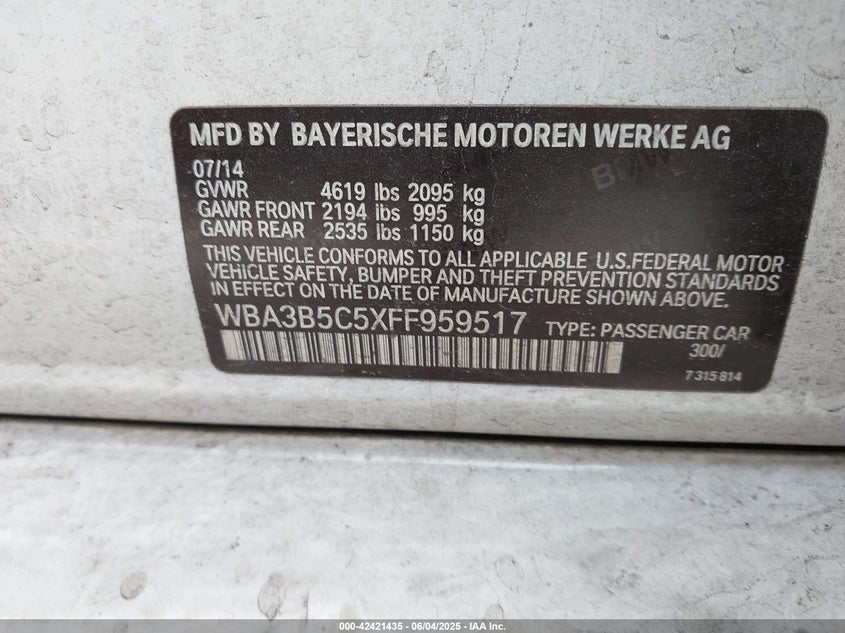 MFD BY BAYERISCHE MOTOREN WERKE AG
BMW
07/14
GVWR 4619 lbs 2095 kg
GAWR FRONT 2194 lbs 995 kg
GAWR REAR 2535 lbs 1150 kg
THIS VEHICLE CONFORMS TO ALL APPLICABLE U.S.FEDERAL MOTOR
VEHICLE SAFETY, BUMPER AND THEFT PREVENTION STANDARDS
IN EFFECT ON THE DATE OF MANUFACTURE SHOWN ABOVE.
WBA3B5C5XFF959517 TYPE: PASSENGER CAR
300/
7315814
000-42421435 - 06/04/2025 - IAA Inc.